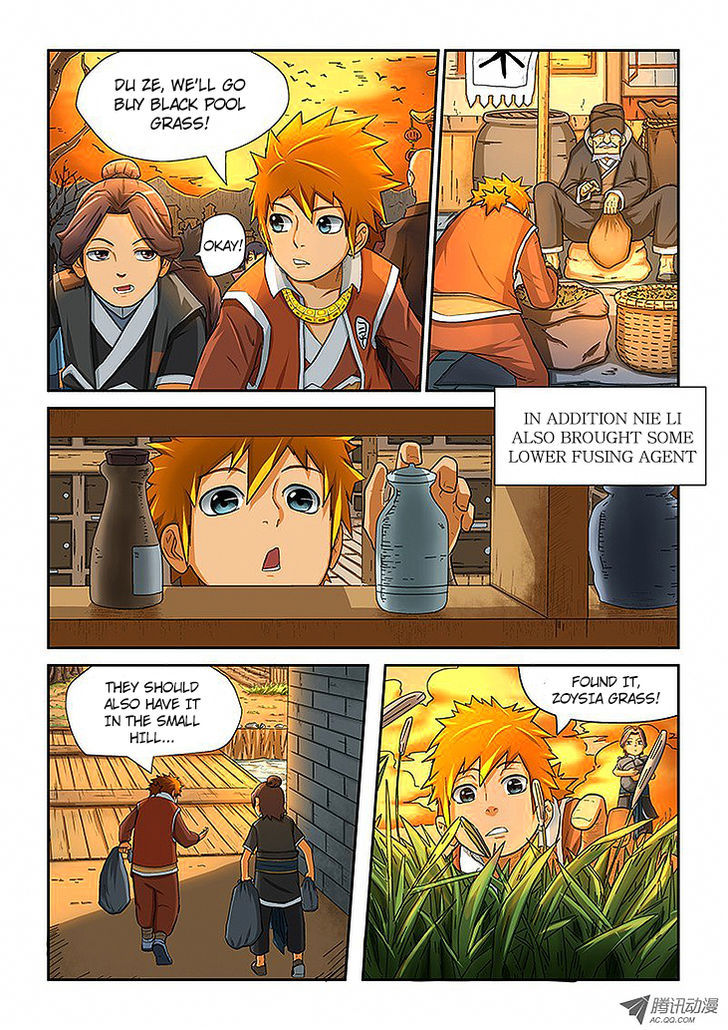 DU ZE, WE'LL GO
BUY BLACK POOL
GRASS!
OKAY!
IN ADDITION NIE LI
ALSO BROUGHT SOME
LOWER FUSING AGENT
THEY SHOULD
ALSO HAVE IT
IN THE SMALL
HILL...
FOUND IT,
ZOYSIA GRASS!
腾讯动漫
AC.QQ.COM